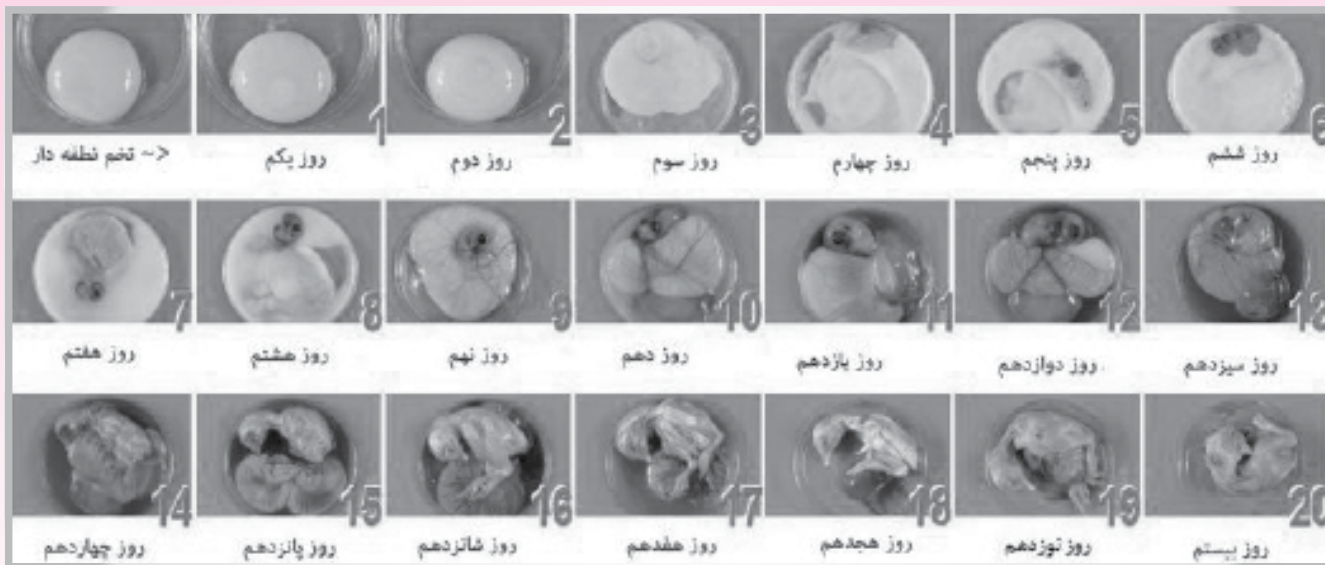 1 2 3 4 5 6
<~ تخم نطفه دار روز یکم روز دوم روز سوم روز چهارم روز پنجم روز ششم
7 8 9 10 11 12 13
روز هفتم روز هشتم روز نهم روز دهم روز یازدهم روز دوازدهم روز سیزدهم
14 15 16 17 18 19 20
روز چهاردهم روز پانزدهم روز شانزدهم روز هفدهم روز هجدهم روز نوزدهم روز بیستم